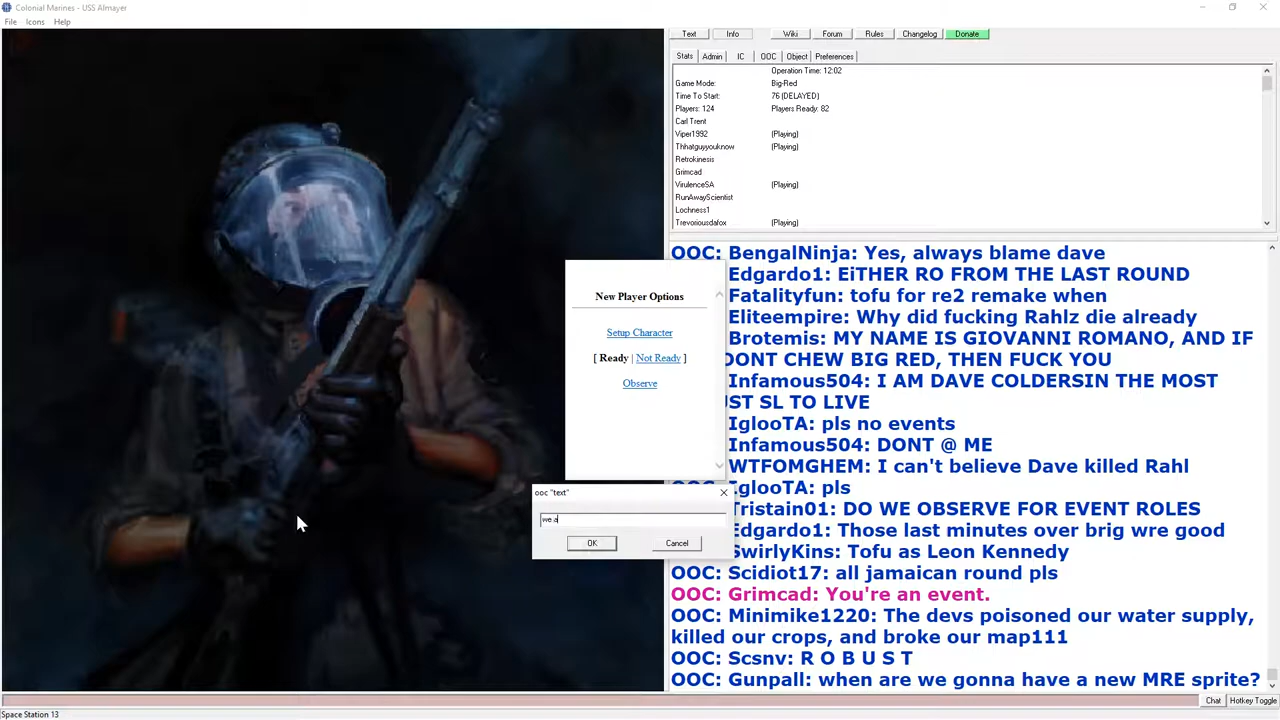 Colonial Marines - USS Almayer
File Icons Help
Text Info Wiki Forum Rules Changelog Donate
Stats Admin IC OOC Object Preferences
Operation Time: 12:02
Game Mode: Big-Red
Time To Start: 76 (DELAYED)
Players: 124 Players Ready: 82
Carl Trent
Viper1992 (Playing)
Thhatguyyouknow (Playing)
Retrokinesis
Grimcad
VirulenceSA (Playing)
RunAwayScientist
Lochness1
Trevoriousdafox (Playing)
OOC: BengalNinja: Yes, always blame dave
Edgardo1: EiTHER RO FROM THE LAST ROUND
Fatalityfun: tofu for re2 remake when
Eliteempire: Why did fucking Rahlz die already
Brotemis: MY NAME IS GIOVANNI ROMANO, AND IF
DONT CHEW BIG RED, THEN FUCK YOU
Infamous504: I AM DAVE COLDERSIN THE MOST
ST SL TO LIVE
IglooTA: pls no events
Infamous504: DONT @ ME
WTFOMGHEM: I can't believe Dave killed Rahl
IglooTA: pls
Tristain01: DO WE OBSERVE FOR EVENT ROLES
Edgardo1: Those last minutes over brig wre good
SwirlyKins: Tofu as Leon Kennedy
OOC: Scidiot17: all jamaican round pls
OOC: Grimcad: You're an event.
OOC: Minimike1220: The devs poisoned our water supply,
killed our crops, and broke our map111
OOC: Scsnv: R O B U S T
OOC: Gunpall: when are we gonna have a new MRE sprite?
New Player Options
Setup Character
[ Ready | Not Ready ]
Observe
ooc "text"
we a
OK Cancel
Chat Hotkey Toggle
Space Station 13